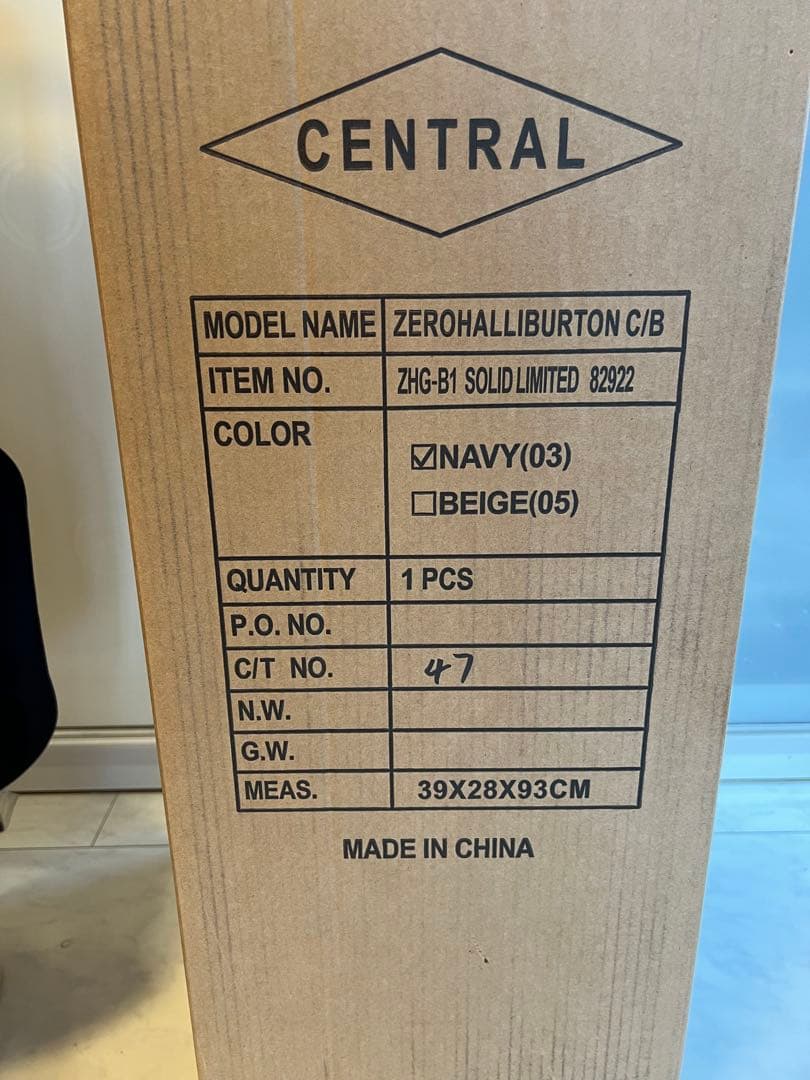 CENTRAL
MODEL NAME ZEROHALLIBURTON C/B
ITEM NO. ZHG-B1 SOLID LIMITED 82922
COLOR
☑NAVY(03)
☐BEIGE(05)
QUANTITY 1 PCS
P.O. NO.
C/T NO. 47
N.W.
G.W.
MEAS. 39X28X93CM
MADE IN CHINA